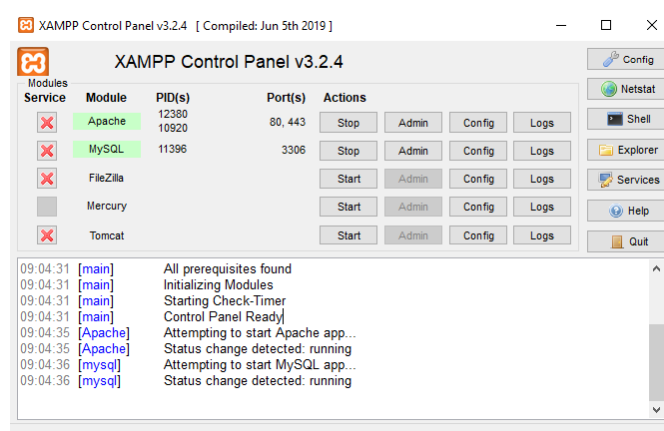 XAMPP Control Panel v3.2.4 [ Compiled: Jun 5th 2019 ]
XAMPP Control Panel v3.2.4
Config
Modules
Service Module PID(s) Port(s) Actions
Netstat
Apache 12380 10920 80, 443 Stop Admin Config Logs
Shell
MySQL 11396 3306 Stop Admin Config Logs
Explorer
FileZilla Start Admin Config Logs
Services
Mercury Start Admin Config Logs
Help
Tomcat Start Admin Config Logs
Quit
09:04:31 [main] All prerequisites found
09:04:31 [main] Initializing Modules
09:04:31 [main] Starting Check-Timer
09:04:31 [main] Control Panel Ready
09:04:35 [Apache] Attempting to start Apache app...
09:04:35 [Apache] Status change detected: running
09:04:36 [mysql] Attempting to start MySQL app...
09:04:36 [mysql] Status change detected: running